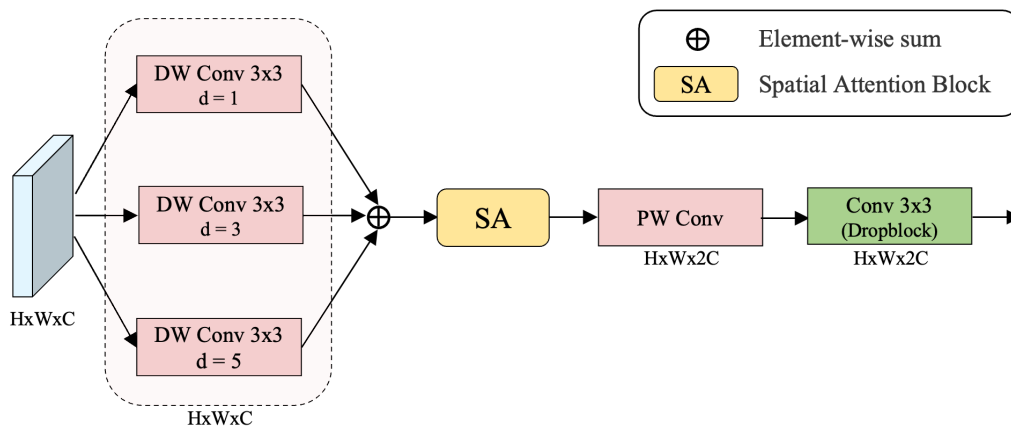 Element-wise sum
SA
Spatial Attention Block
DW Conv 3x3
d = 1
DW Conv 3x3
d = 3
DW Conv 3x3
d = 5
HxWxC
HxWxC
SA
PW Conv
HxWx2C
Conv 3x3
(Dropblock)
HxWx2C